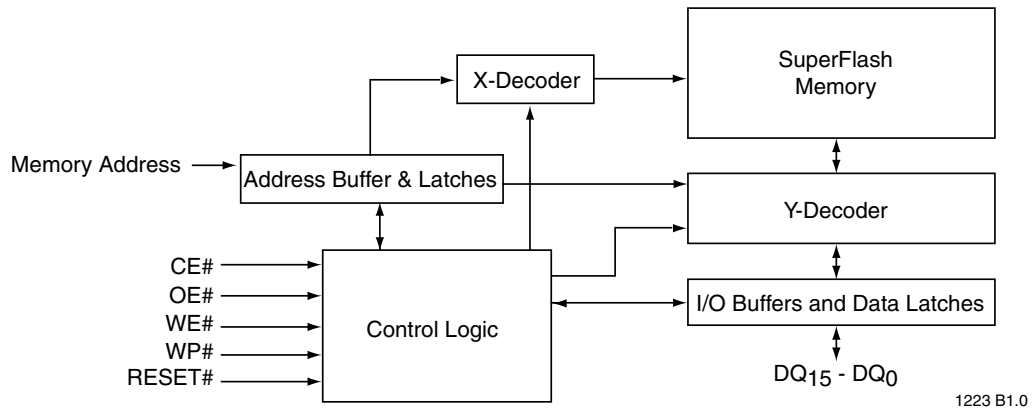 SuperFlash
Memory
X-Decoder
Memory Address
Address Buffer & Latches
Y-Decoder
CE#
OE#
WE#
WP#
RESET#
Control Logic
I/O Buffers and Data Latches
DQ15 - DQ0
1223 B1.0